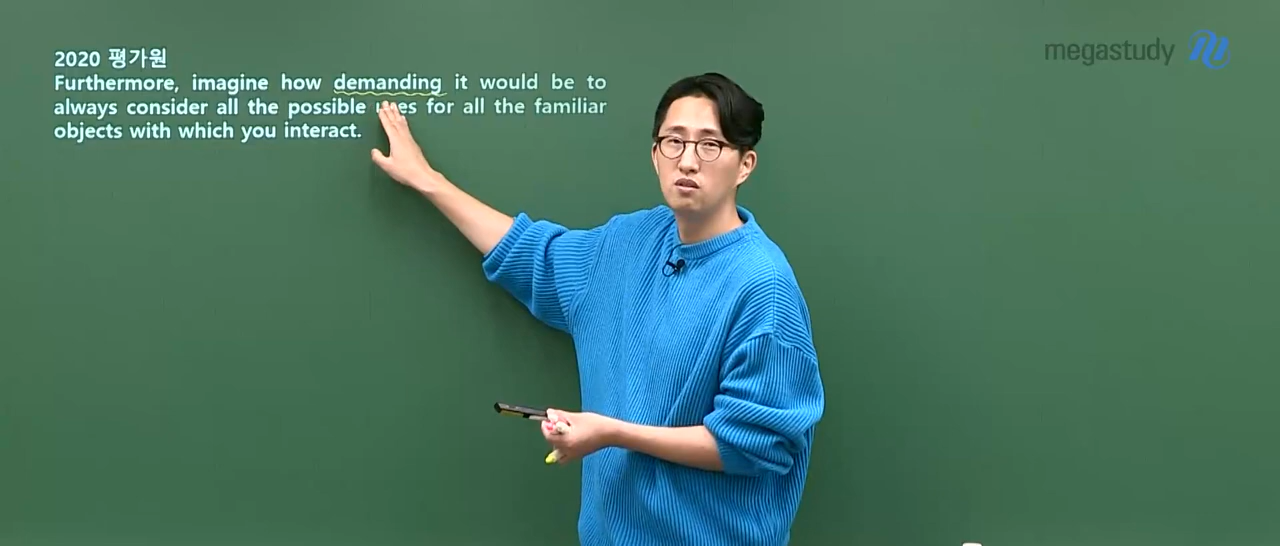 2020 평가원
Furthermore, imagine how demanding it would be to
always consider all the possible uses for all the familiar
objects with which you interact.
megastudy